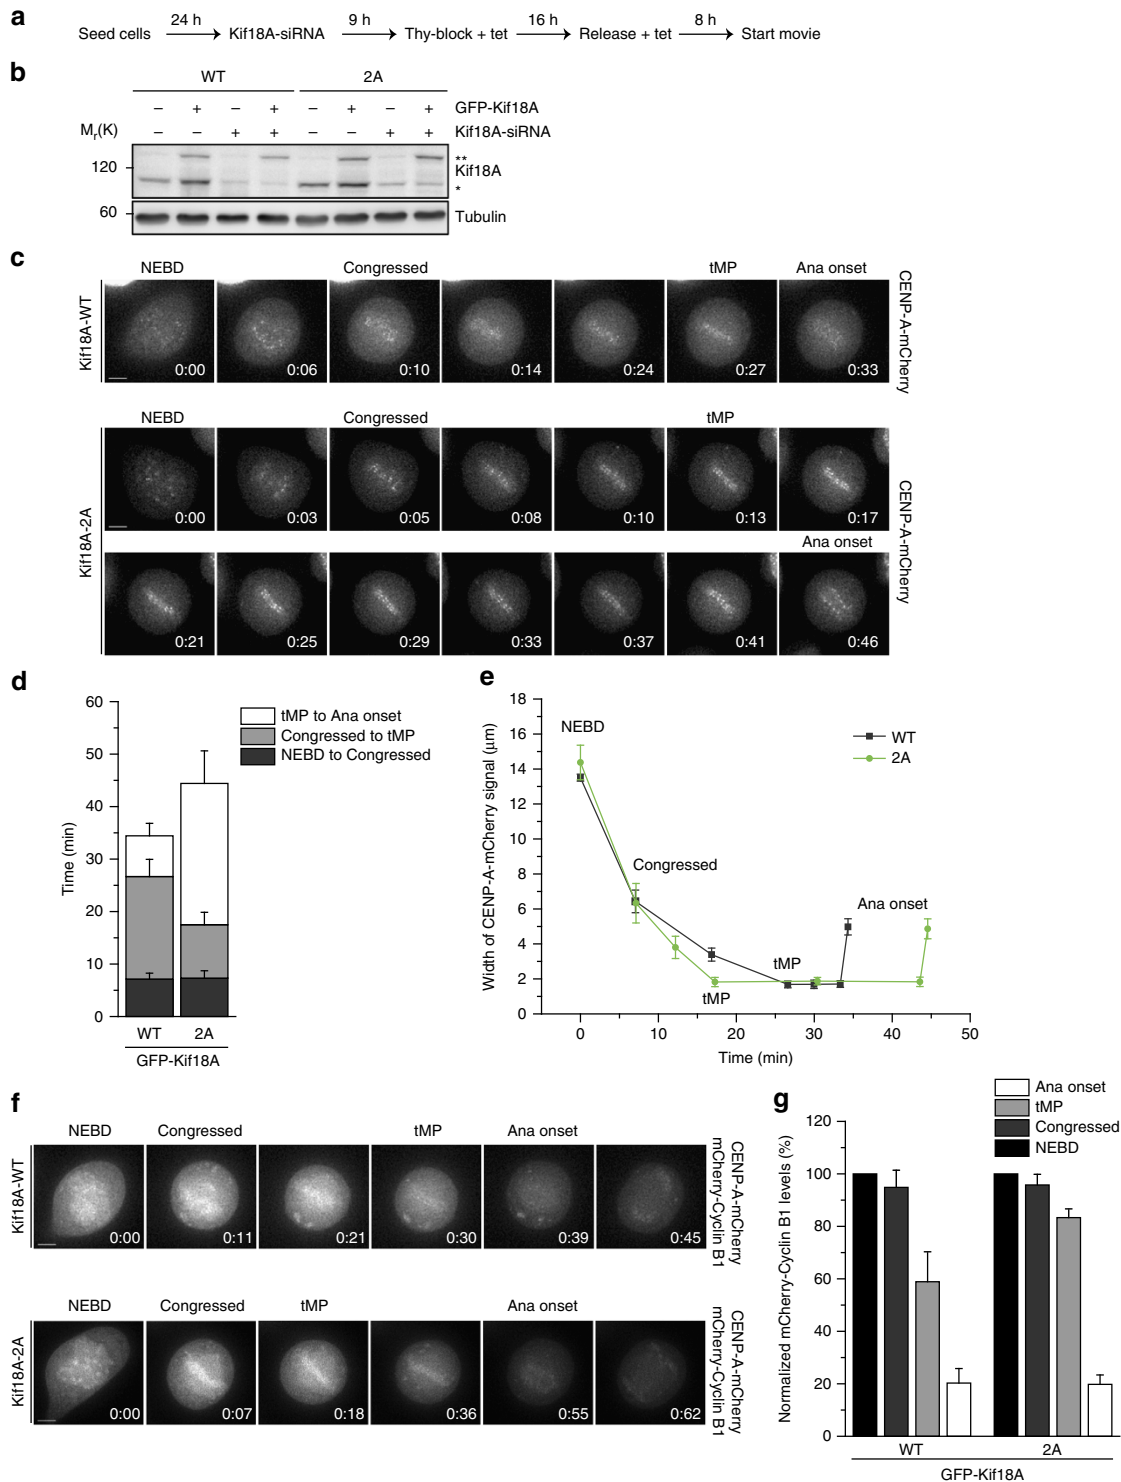 a
24 h 9 h 16 h 8 h
Seed cells Kif18A-siRNA Thy-block + tet Release + tet Start movie
b
WT 2A
– + – + – + – + GFP-Kif18A
Mr(K) – – + + – – + + Kif18A-siRNA
120
**
Kif18A
*
60 Tubulin
c
NEBD Congressed tMP Ana onset
Kif18A-WT
0:00 0:06 0:10 0:14 0:24 0:27 0:33
CENP-A-mCherry
NEBD Congressed tMP
Kif18A-2A
0:00 0:03 0:05 0:08 0:10 0:13 0:17
CENP-A-mCherry
Ana onset
0:21 0:25 0:29 0:33 0:37 0:41 0:46
d
Time (min)
60
50
40
30
20
10
0
tMP to Ana onset
Congressed to tMP
NEBD to Congressed
WT 2A
GFP-Kif18A
e
Width of CENP-A-mCherry signal (μm)
18
16
14
12
10
8
6
4
2
0
NEBD
WT
2A
Congressed
Ana onset
tMP
tMP
0 10 20 30 40 50
Time (min)
f
NEBD Congressed tMP Ana onset
Kif18A-WT
0:00 0:11 0:21 0:30 0:39 0:45
CENP-A-mCherry
mCherry-Cyclin B1
NEBD Congressed tMP Ana onset
Kif18A-2A
0:00 0:07 0:18 0:36 0:55 0:62
CENP-A-mCherry
mCherry-Cyclin B1
g
Ana onset
tMP
Congressed
NEBD
Normalized mCherry-Cyclin B1 levels (%)
120
100
80
60
40
20
0
WT 2A
GFP-Kif18A